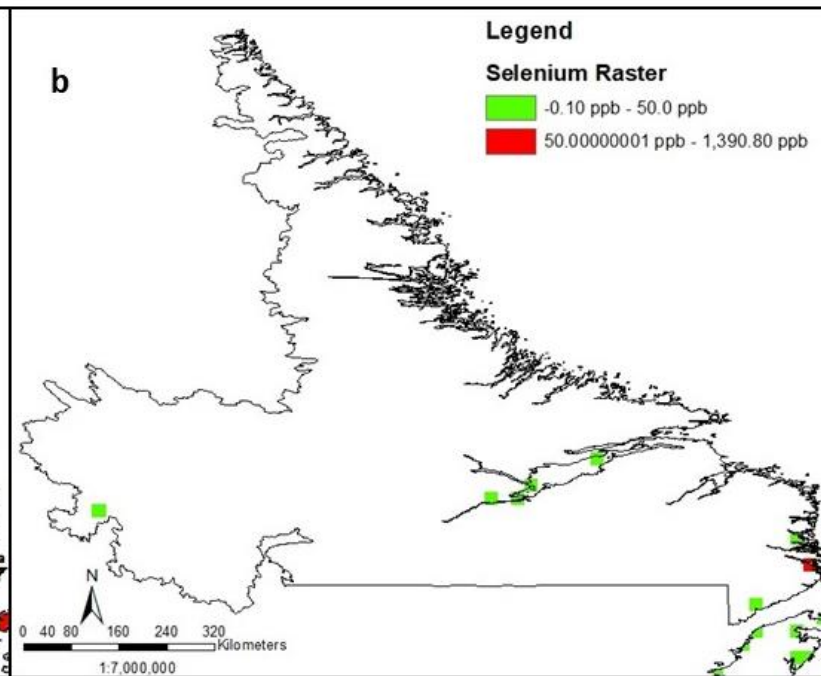 b
Legend
Selenium Raster
-0.10 ppb - 50.0 ppb
50.00000001 ppb - 1,390.80 ppb
N
0 40 80 160 240 320
Kilometers
1:7,000,000